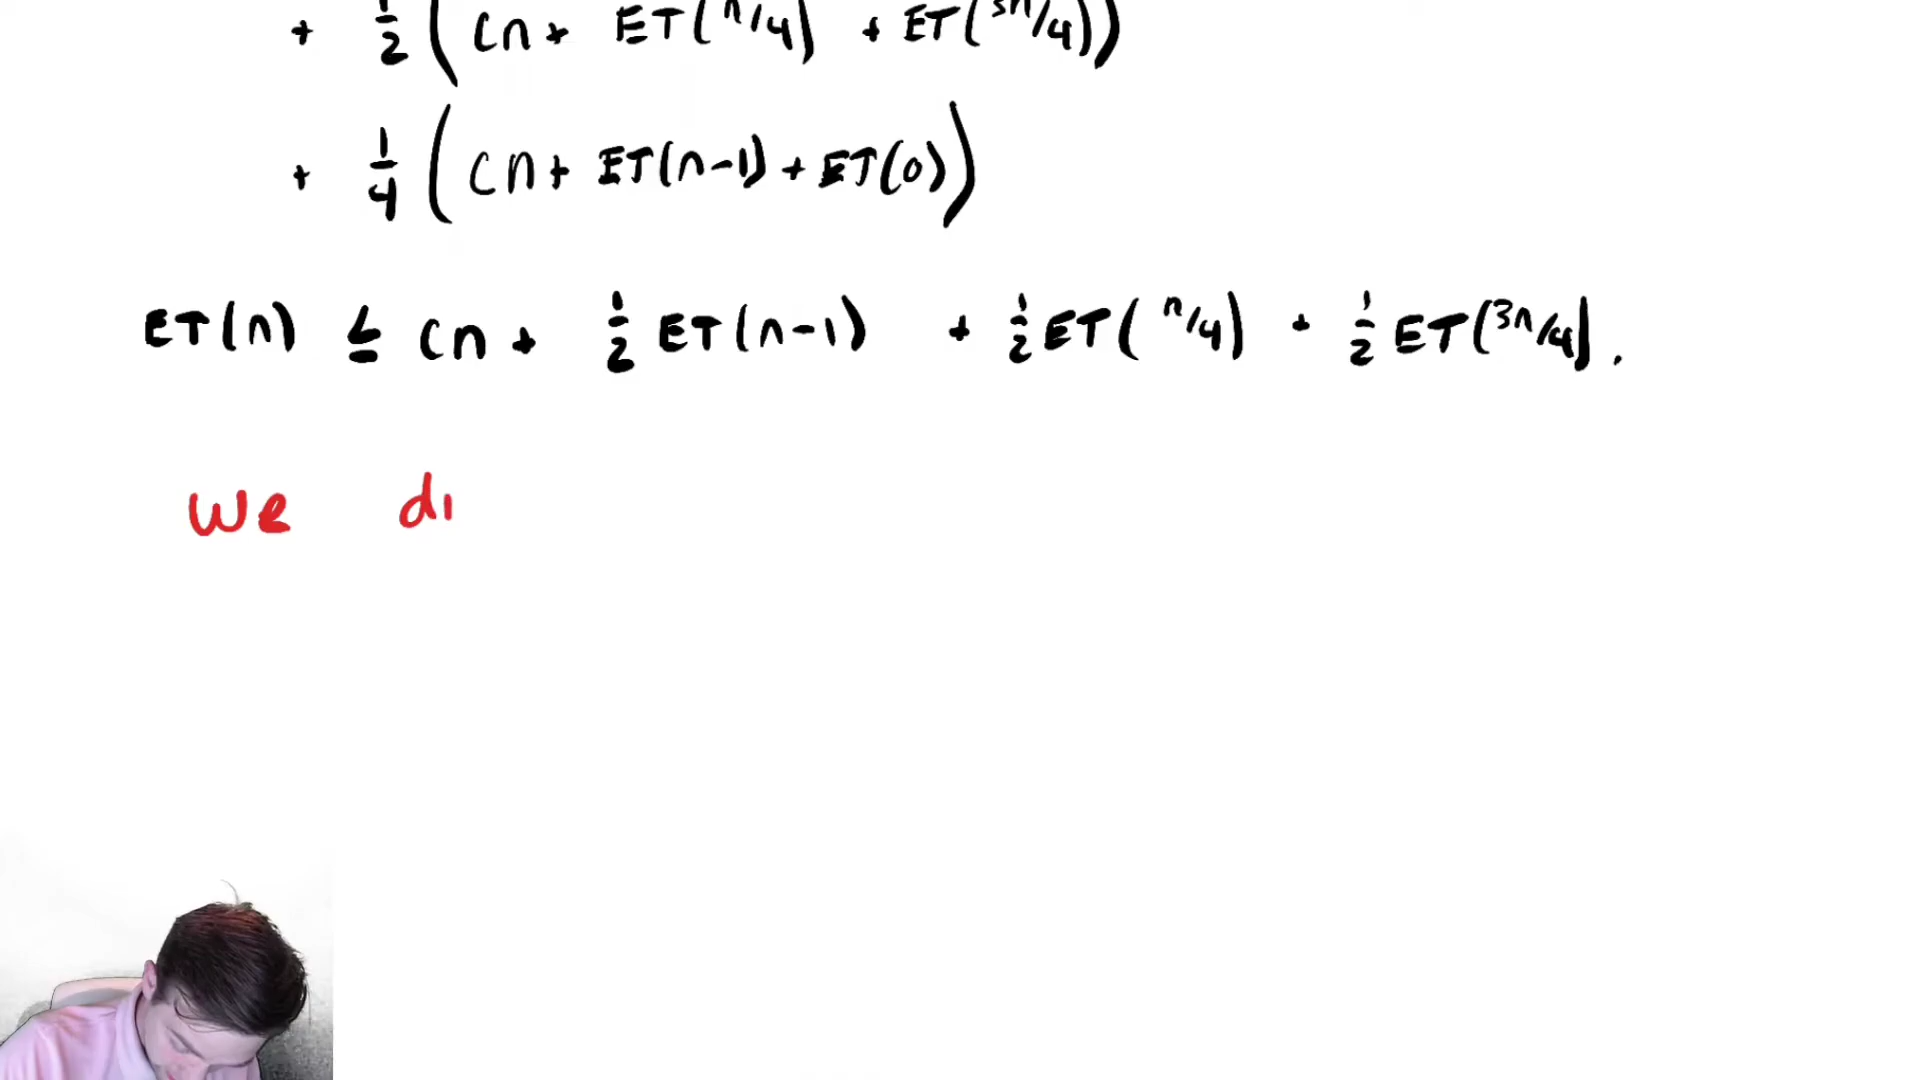 + 1/2 (cn + ET(n/4) + ET(3n/4))
+ 1/4 (cn + ET(n-1) + ET(0))
ET(n) ≤ cn + 1/2 ET(n-1) + 1/2 ET(n/4) + 1/2 ET(3n/4).
we di